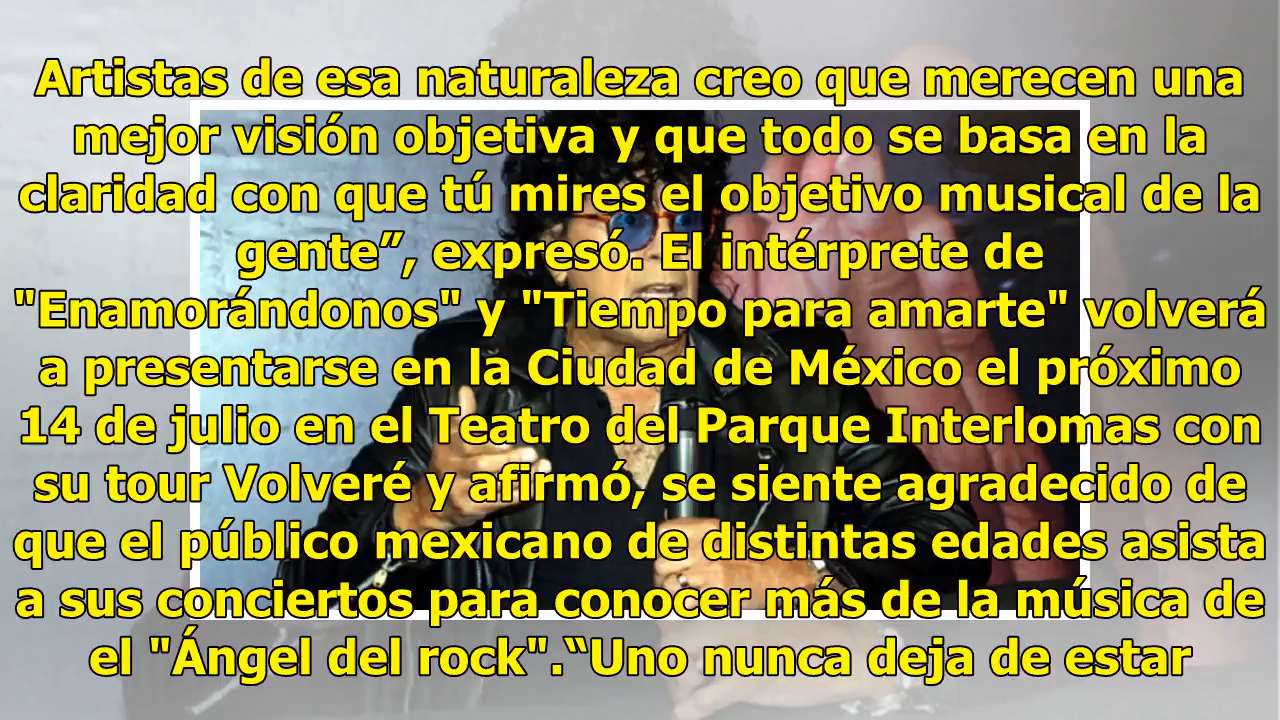 Artistas de esa naturaleza creo que merecen una
mejor visión objetiva y que todo se basa en la
claridad con que tú mires el objetivo musical de la
gente”, expresó. El intérprete de
"Enamorándonos" y "Tiempo para amarte" volverá
a presentarse en la Ciudad de México el próximo
14 de julio en el Teatro del Parque Interlomas con
su tour Volveré y afirmó, se siente agradecido de
que el público mexicano de distintas edades asista
a sus conciertos para conocer más de la música de
el "Ángel del rock".“Uno nunca deja de estar